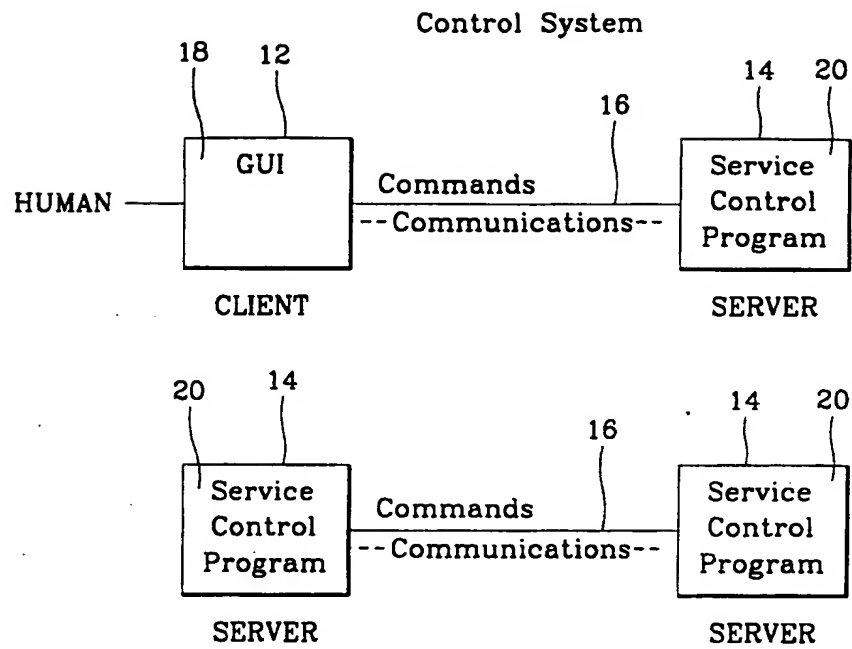 Control System
18 12 14 20
16
GUI
Service
Control
Program
HUMAN
Commands
--Communications--
CLIENT
SERVER
20 14 14 20
16
Service
Control
Program
Commands
--Communications--
Service
Control
Program
SERVER
SERVER